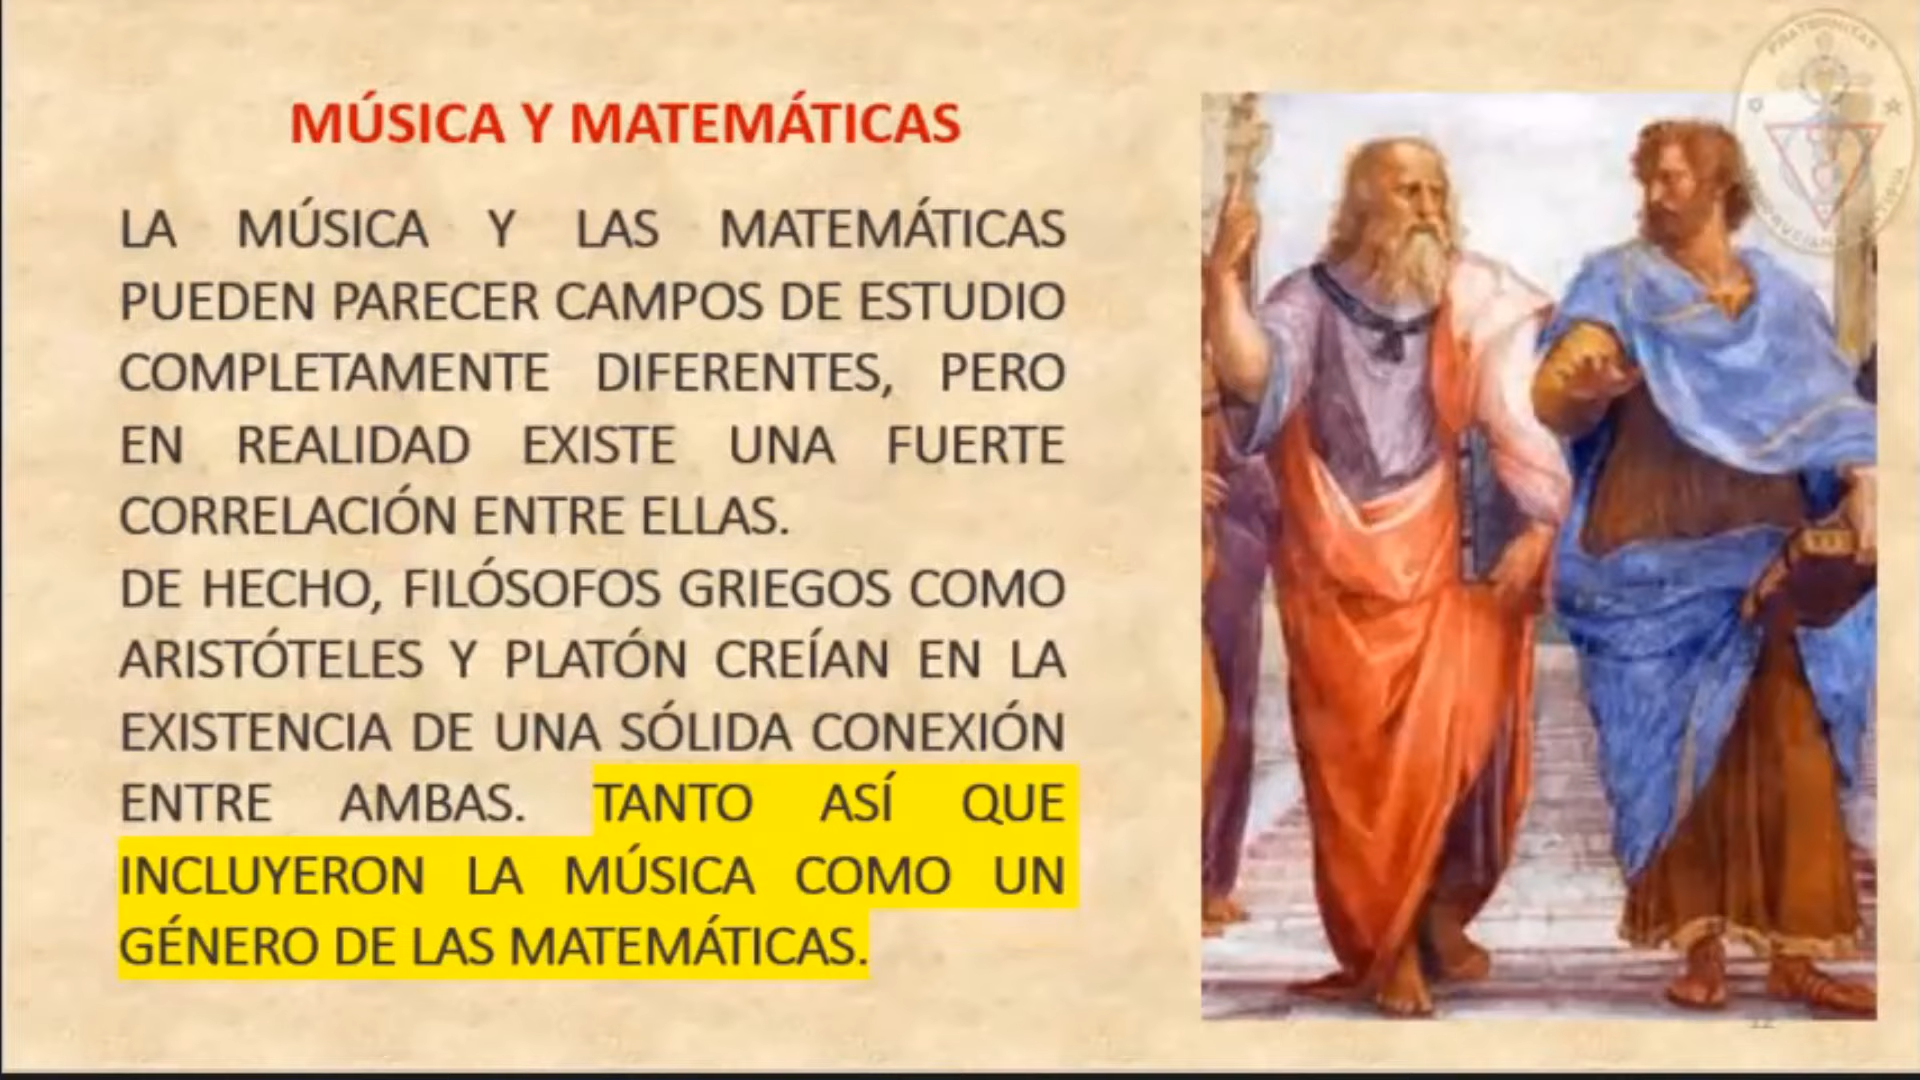 MÚSICA Y MATEMÁTICAS
LA MÚSICA Y LAS MATEMÁTICAS
PUEDEN PARECER CAMPOS DE ESTUDIO
COMPLETAMENTE DIFERENTES, PERO
EN REALIDAD EXISTE UNA FUERTE
CORRELACIÓN ENTRE ELLAS.
DE HECHO, FILÓSOFOS GRIEGOS COMO
ARISTÓTELES Y PLATÓN CREÍAN EN LA
EXISTENCIA DE UNA SÓLIDA CONEXIÓN
ENTRE AMBAS. TANTO ASÍ QUE
INCLUYERON LA MÚSICA COMO UN
GÉNERO DE LAS MATEMÁTICAS.
FRATERNITAS